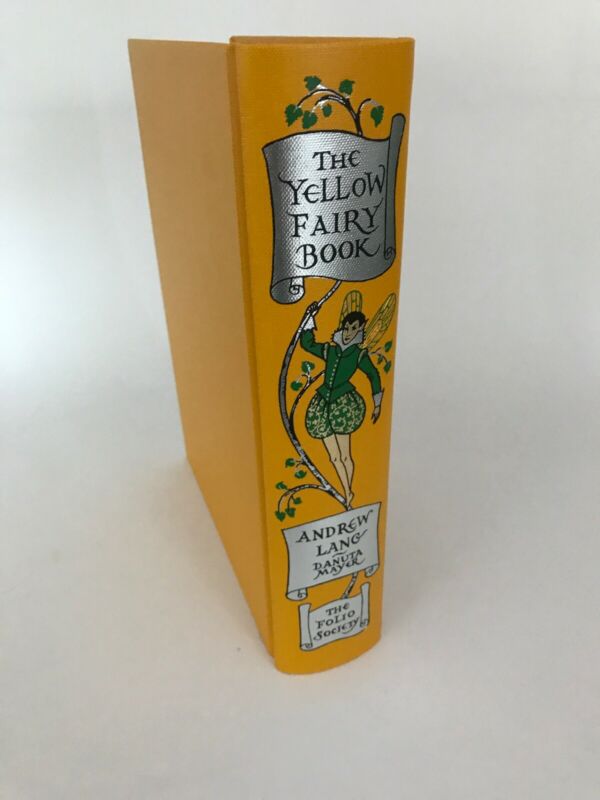 THE
YELLOW
FAIRY
BOOK
ANDREW
LANG
DANUTA
MAYER
THE
FOLIO
SOCIETY